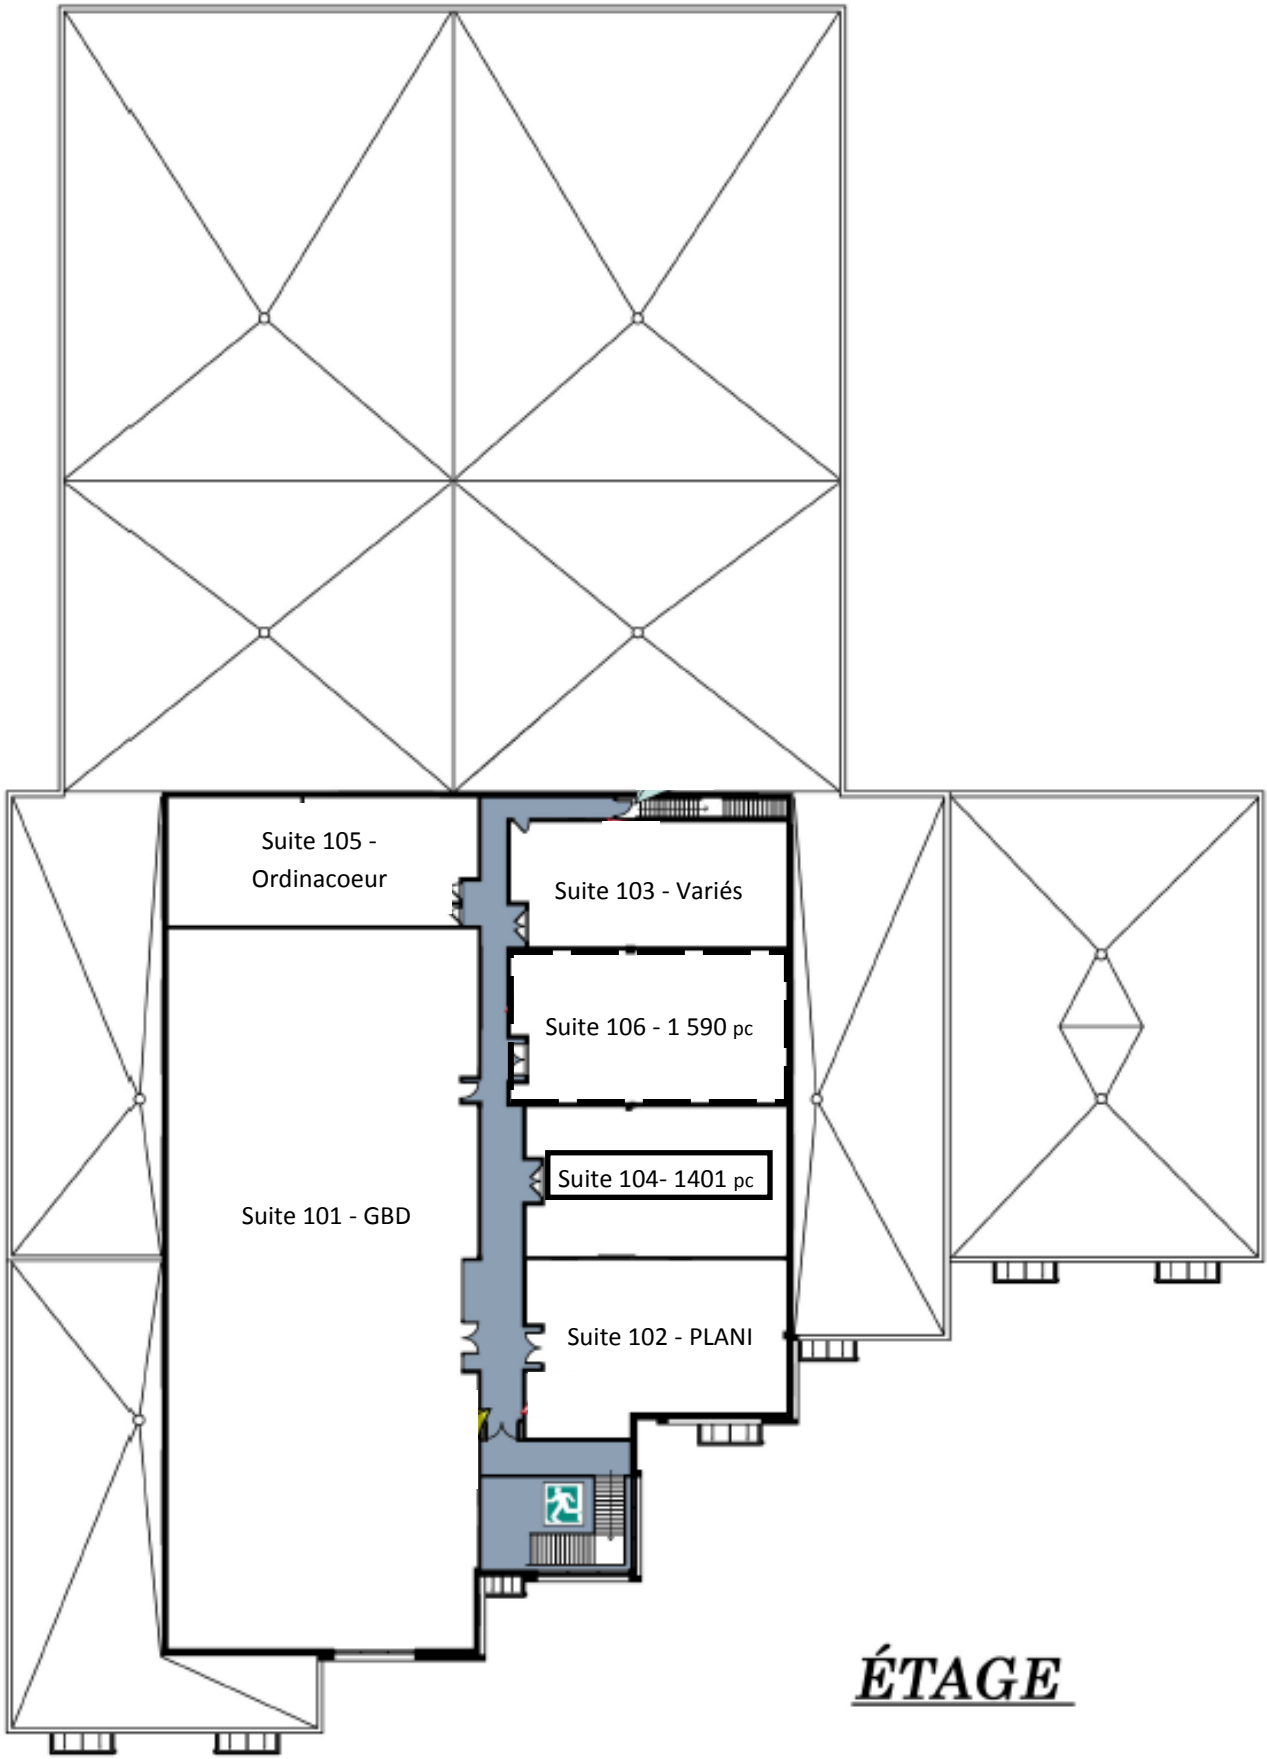 Suite 105 -
Ordinacoeur
Suite 103 - Variés
Suite 106 - 1 590 pc
Suite 104- 1401 pc
Suite 101 - GBD
Suite 102 - PLANI
ÉTAGE